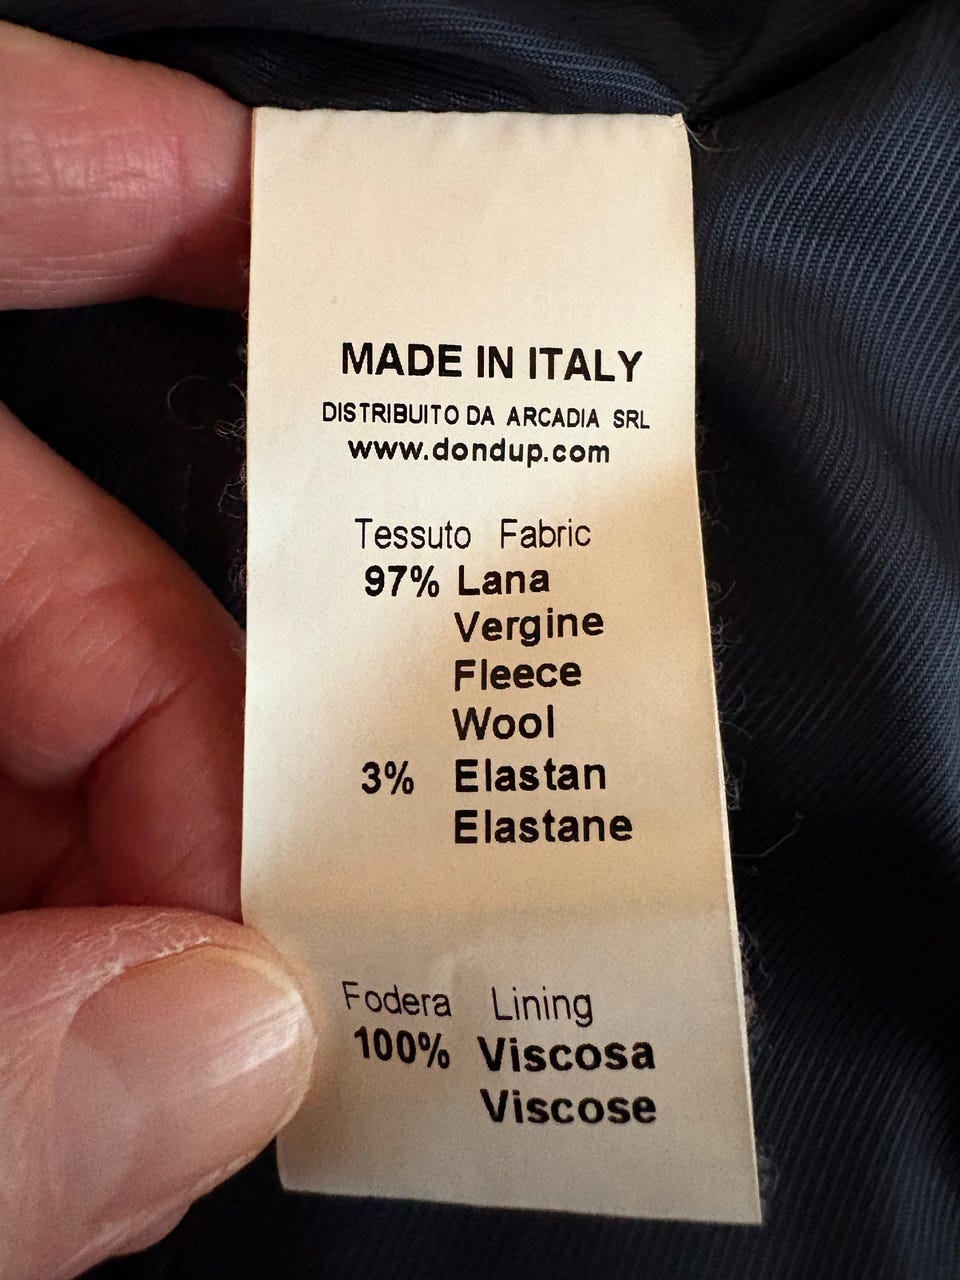 MADE IN ITALY
DISTRIBUITO DA ARCADIA SRL
www.dondup.com
Tessuto Fabric
97% Lana
Vergine
Fleece
Wool
3% Elastan
Elastane
Fodera Lining
100% Viscosa
Viscose